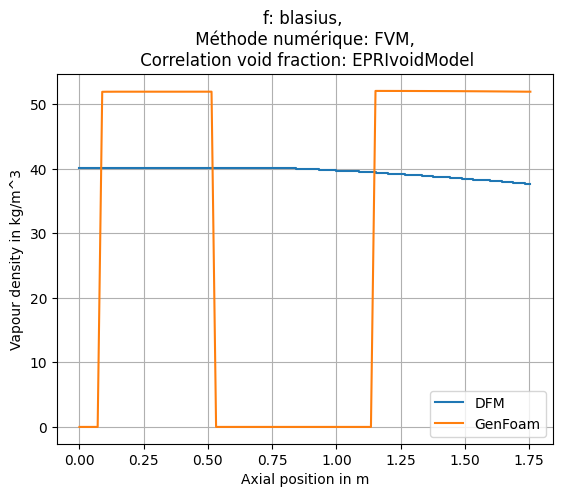 f: blasius,
Méthode numérique: FVM,
Correlation void fraction: EPRIvoidModel
Vapour density in kg/m^3
50
40
30
20
10
0
DFM
GenFoam
0.00 0.25 0.50 0.75 1.00 1.25 1.50 1.75
Axial position in m